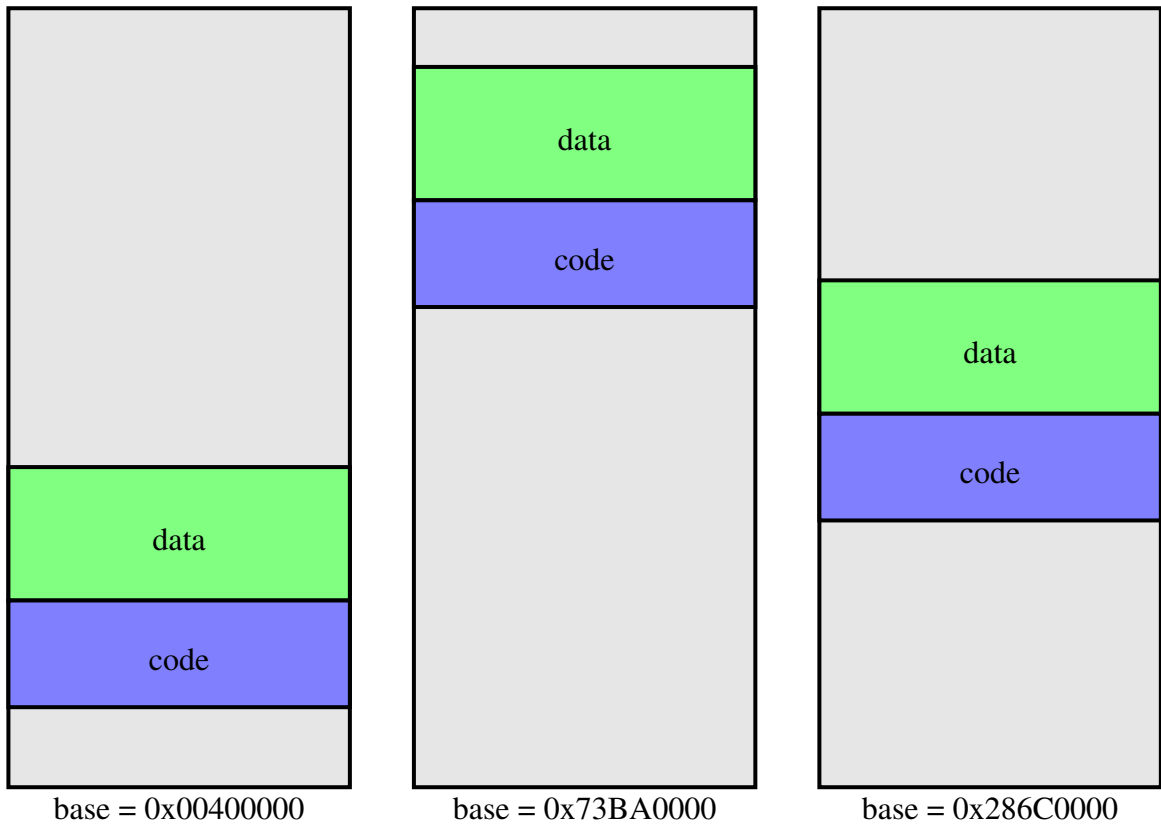 data
code
base = 0x00400000
data
code
base = 0x73BA0000
data
code
base = 0x286C0000